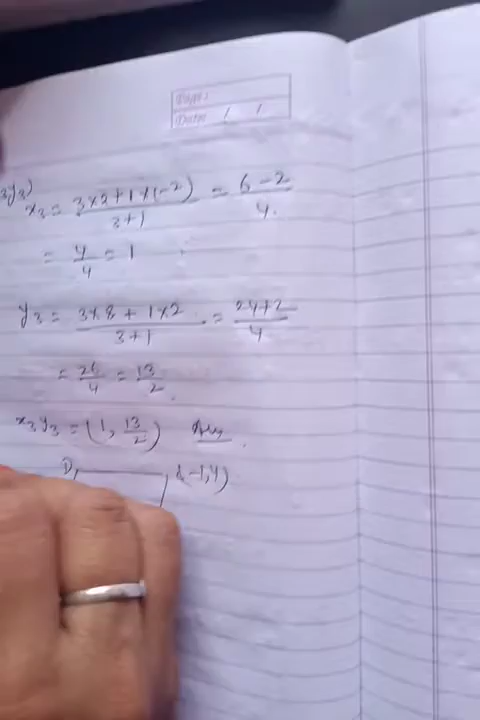 Date / /
x₃y₃)
x₃ = (3×2+1×(-2))/(3+1) = (6-2)/4.
= 4/4 = 1
y₃ = (3×8 + 1×2)/(3+1) = (24+2)/4
= 26/4 = 13/2.
x₃y₃ = (1, 13/2) Ans.
D (-1,4)